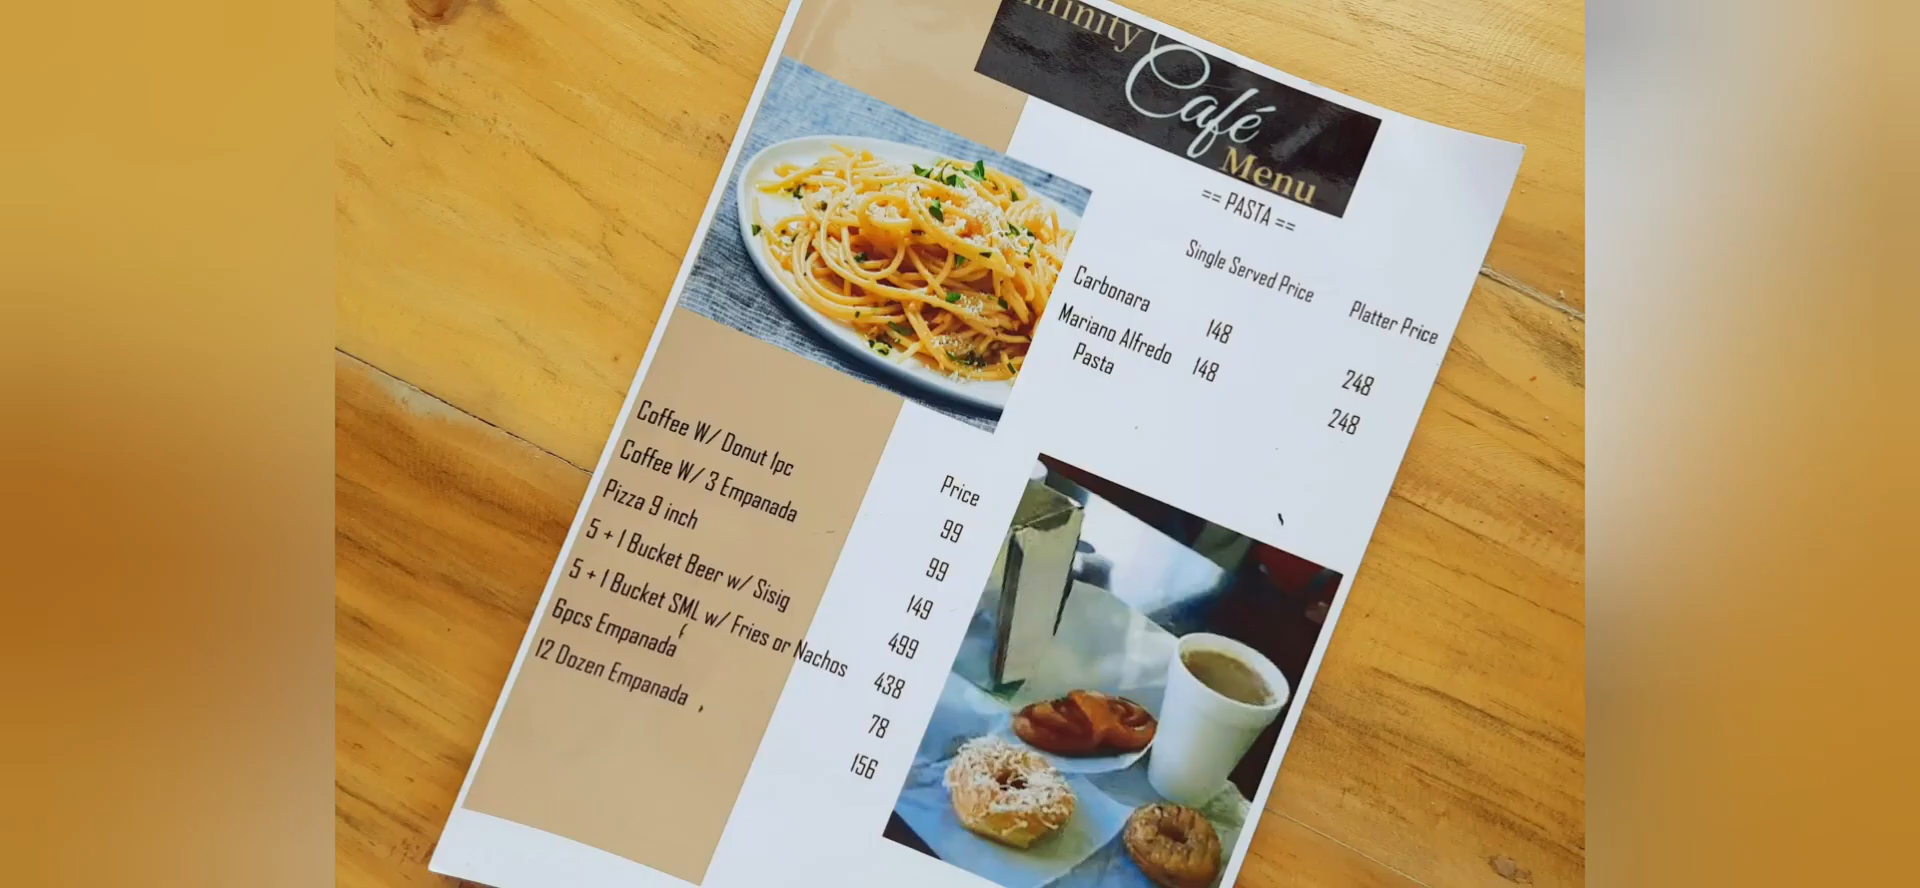 Café
Menu
== PASTA ==
Single Served Price Platter Price
Carbonara 148 248
Mariano Alfredo 148 248
Pasta
Price
Coffee W/ Donut 1pc 99
Coffee W/ 3 Empanada 99
Pizza 9 inch 149
5 + 1 Bucket Beer w/ Sisig 499
5 + 1 Bucket SML w/ Fries or Nachos 438
6pcs Empanada 78
12 Dozen Empanada 156